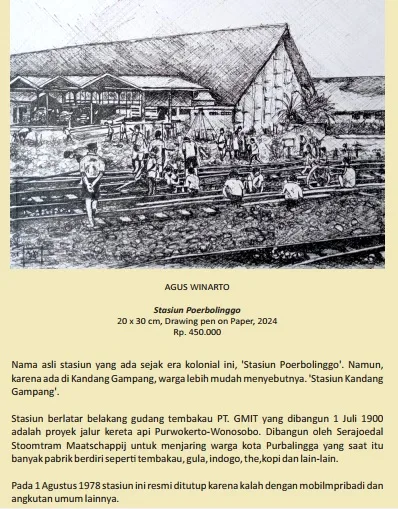 AGUS WINARTO
Stasiun Poerbolinggo
20 x 30 cm, Drawing pen on Paper, 2024
Rp. 450.000
Nama asli stasiun yang ada sejak era kolonial ini, 'Stasiun Poerbolinggo'. Namun,
karena ada di Kandang Gampang, warga lebih mudah menyebutnya. 'Stasiun Kandang
Gampang'.
Stasiun berlatar belakang gudang tembakau PT. GMIT yang dibangun 1 Juli 1900
adalah proyek jalur kereta api Purwokerto-Wonosobo. Dibangun oleh Serajoedal
Stoomtram Maatschappij untuk menjaring warga kota Purbalingga yang saat itu
banyak pabrik berdiri seperti tembakau, gula, indogo, the,kopi dan lain-lain.
Pada 1 Agustus 1978 stasiun ini resmi ditutup karena kalah dengan mobilmpribadi dan
angkutan umum lainnya.